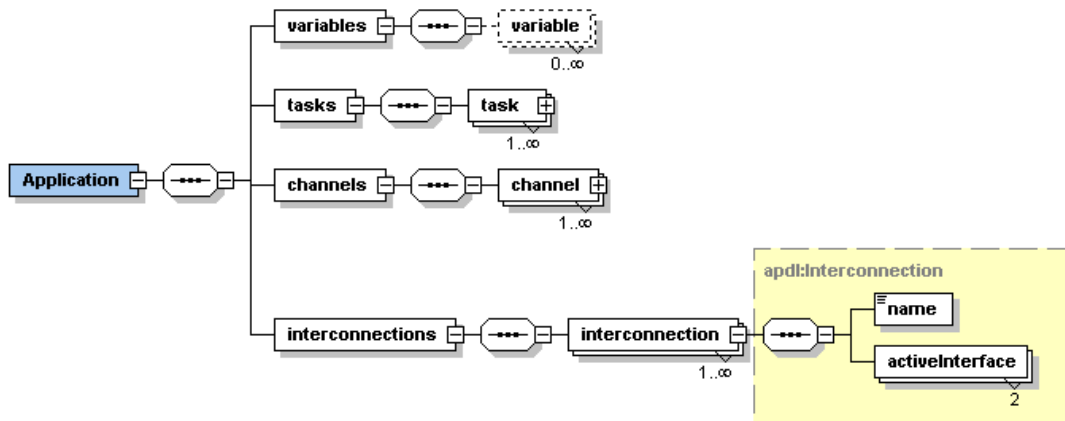 variables
variable
0..∞
tasks
task
1..∞
Application
channels
channel
1..∞
apdl:Interconnection
name
interconnections
interconnection
1..∞
activeInterface
2